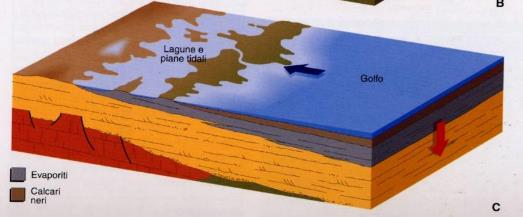 B
Lagune e
piane tidali
Golfo
Evaporiti
Calcari
neri
C